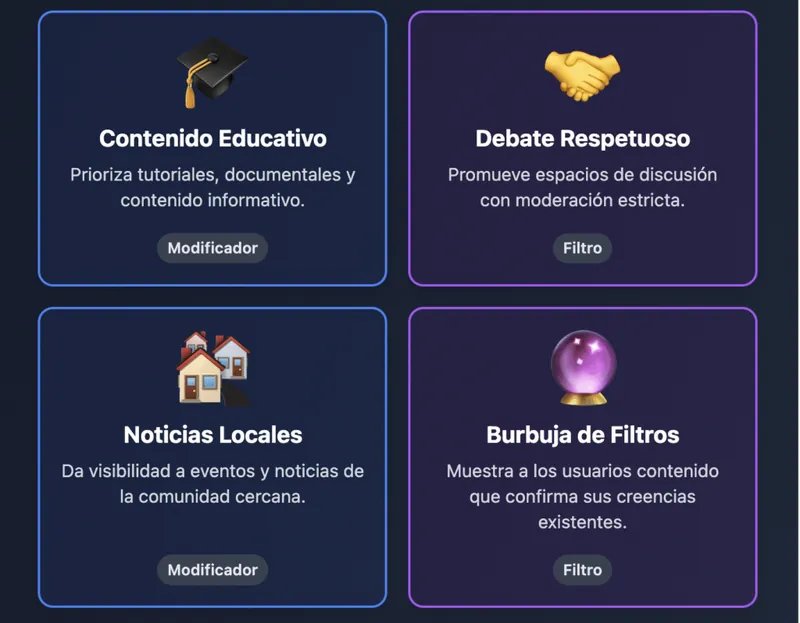 Contenido Educativo
Prioriza tutoriales, documentales y
contenido informativo.
Modificador
Debate Respetuoso
Promueve espacios de discusión
con moderación estricta.
Filtro
Noticias Locales
Da visibilidad a eventos y noticias de
la comunidad cercana.
Modificador
Burbuja de Filtros
Muestra a los usuarios contenido
que confirma sus creencias
existentes.
Filtro